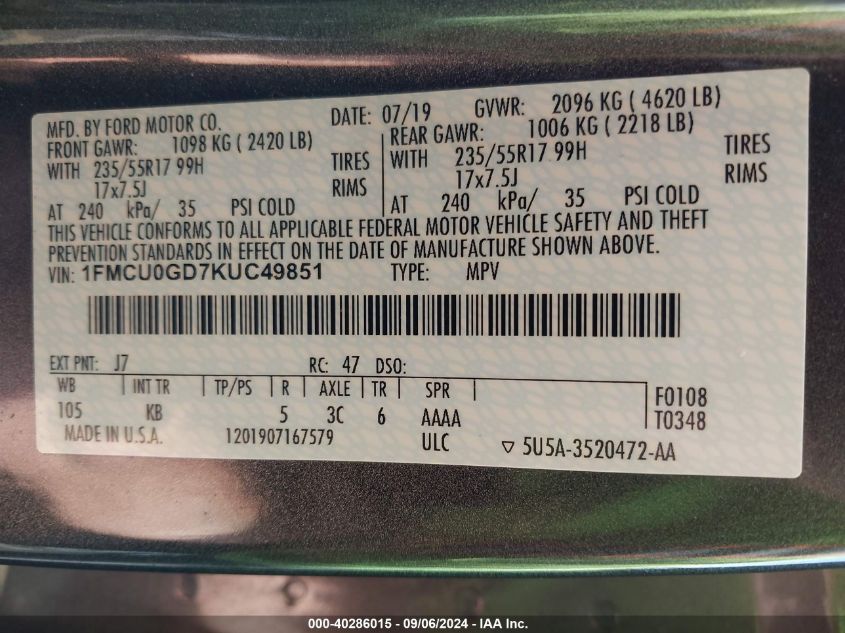 MFD. BY FORD MOTOR CO. DATE: 07/19 GVWR: 2096 KG ( 4620 LB)
FRONT GAWR: 1098 KG ( 2420 LB) REAR GAWR: 1006 KG ( 2218 LB)
WITH 235/55R17 99H TIRES WITH 235/55R17 99H TIRES
17x7.5J RIMS 17x7.5J RIMS
AT 240 kPa/ 35 PSI COLD AT 240 kPa/ 35 PSI COLD
THIS VEHICLE CONFORMS TO ALL APPLICABLE FEDERAL MOTOR VEHICLE SAFETY AND THEFT
PREVENTION STANDARDS IN EFFECT ON THE DATE OF MANUFACTURE SHOWN ABOVE.
VIN: 1FMCU0GD7KUC49851 TYPE: MPV
EXT PNT: J7 RC: 47 DSO:
WB INT TR TP/PS R AXLE TR SPR F0108
105 KB 5 3C 6 AAAA T0348
MADE IN U.S.A. 1201907167579 ULC ▽ 5U5A-3520472-AA
000-40286015 - 09/06/2024 - IAA Inc.